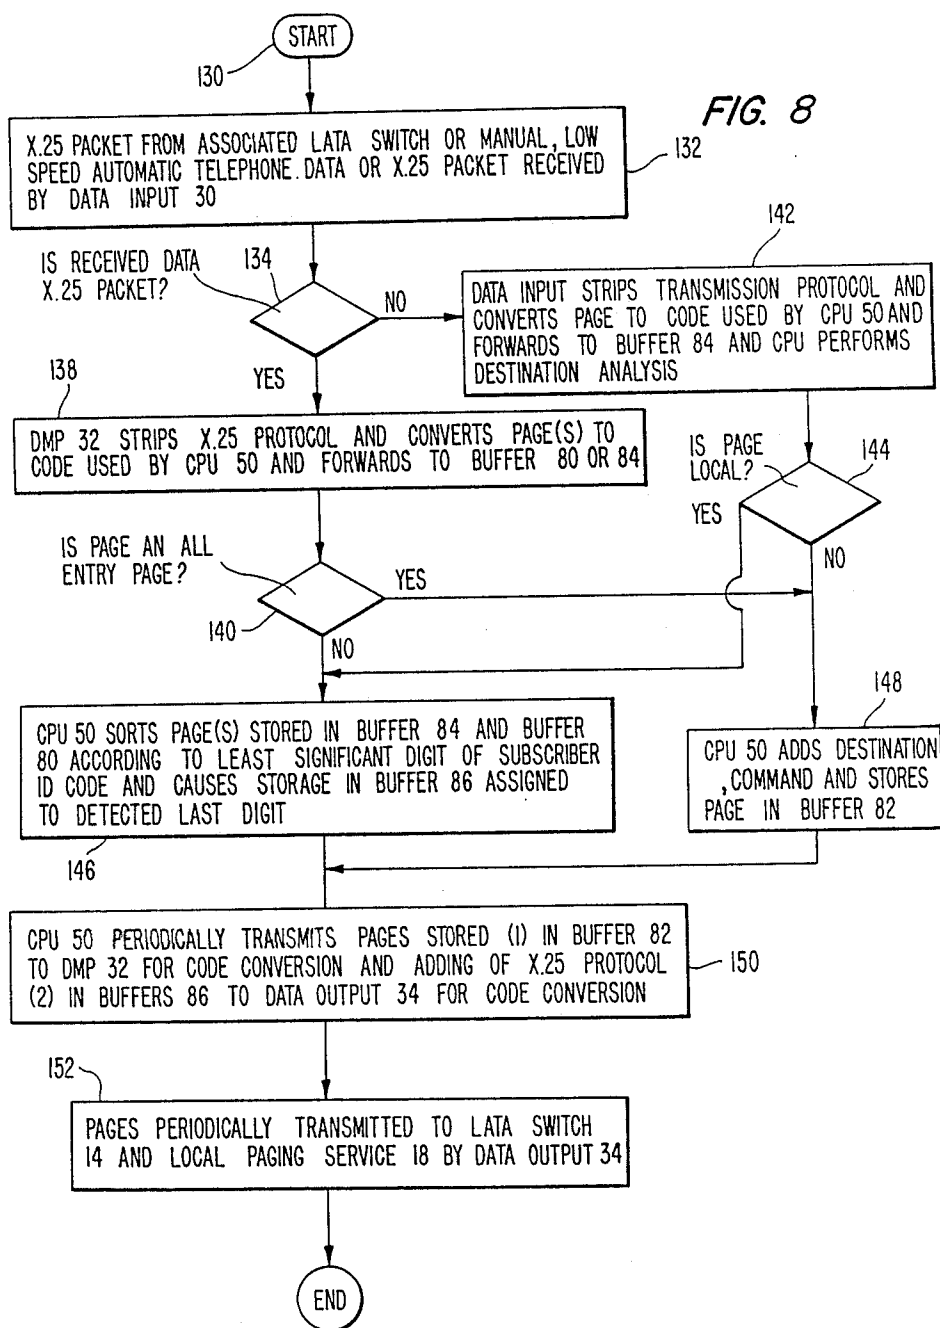 START
130
FIG. 8
X.25 PACKET FROM ASSOCIATED LATA SWITCH OR MANUAL, LOW
SPEED AUTOMATIC TELEPHONE.DATA OR X.25 PACKET RECEIVED
BY DATA INPUT 30
132
IS RECEIVED DATA
X.25 PACKET?
134
NO
YES
142
DATA INPUT STRIPS TRANSMISSION PROTOCOL AND
CONVERTS PAGE TO CODE USED BY CPU 50 AND
FORWARDS TO BUFFER 84 AND CPU PERFORMS
DESTINATION ANALYSIS
138
DMP 32 STRIPS X.25 PROTOCOL AND CONVERTS PAGE(S) TO
CODE USED BY CPU 50 AND FORWARDS TO BUFFER 80 OR 84
IS PAGE
LOCAL?
144
YES
NO
IS PAGE AN ALL
ENTRY PAGE?
YES
140
NO
CPU 50 SORTS PAGE(S) STORED IN BUFFER 84 AND BUFFER
80 ACCORDING TO LEAST SIGNIFICANT DIGIT OF SUBSCRIBER
ID CODE AND CAUSES STORAGE IN BUFFER 86 ASSIGNED
TO DETECTED LAST DIGIT
146
148
CPU 50 ADDS DESTINATION
,COMMAND AND STORES
PAGE IN BUFFER 82
CPU 50 PERIODICALLY TRANSMITS PAGES STORED (1) IN BUFFER 82
TO DMP 32 FOR CODE CONVERSION AND ADDING OF X.25 PROTOCOL
(2) IN BUFFERS 86 TO DATA OUTPUT 34 FOR CODE CONVERSION
150
152
PAGES PERIODICALLY TRANSMITTED TO LATA SWITCH
14 AND LOCAL PAGING SERVICE 18 BY DATA OUTPUT 34
END